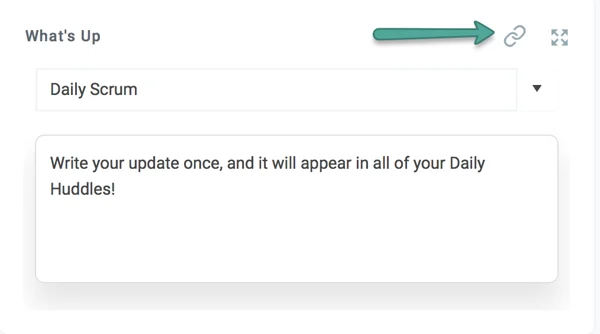 What's Up
Daily Scrum
Write your update once, and it will appear in all of your Daily
Huddles!